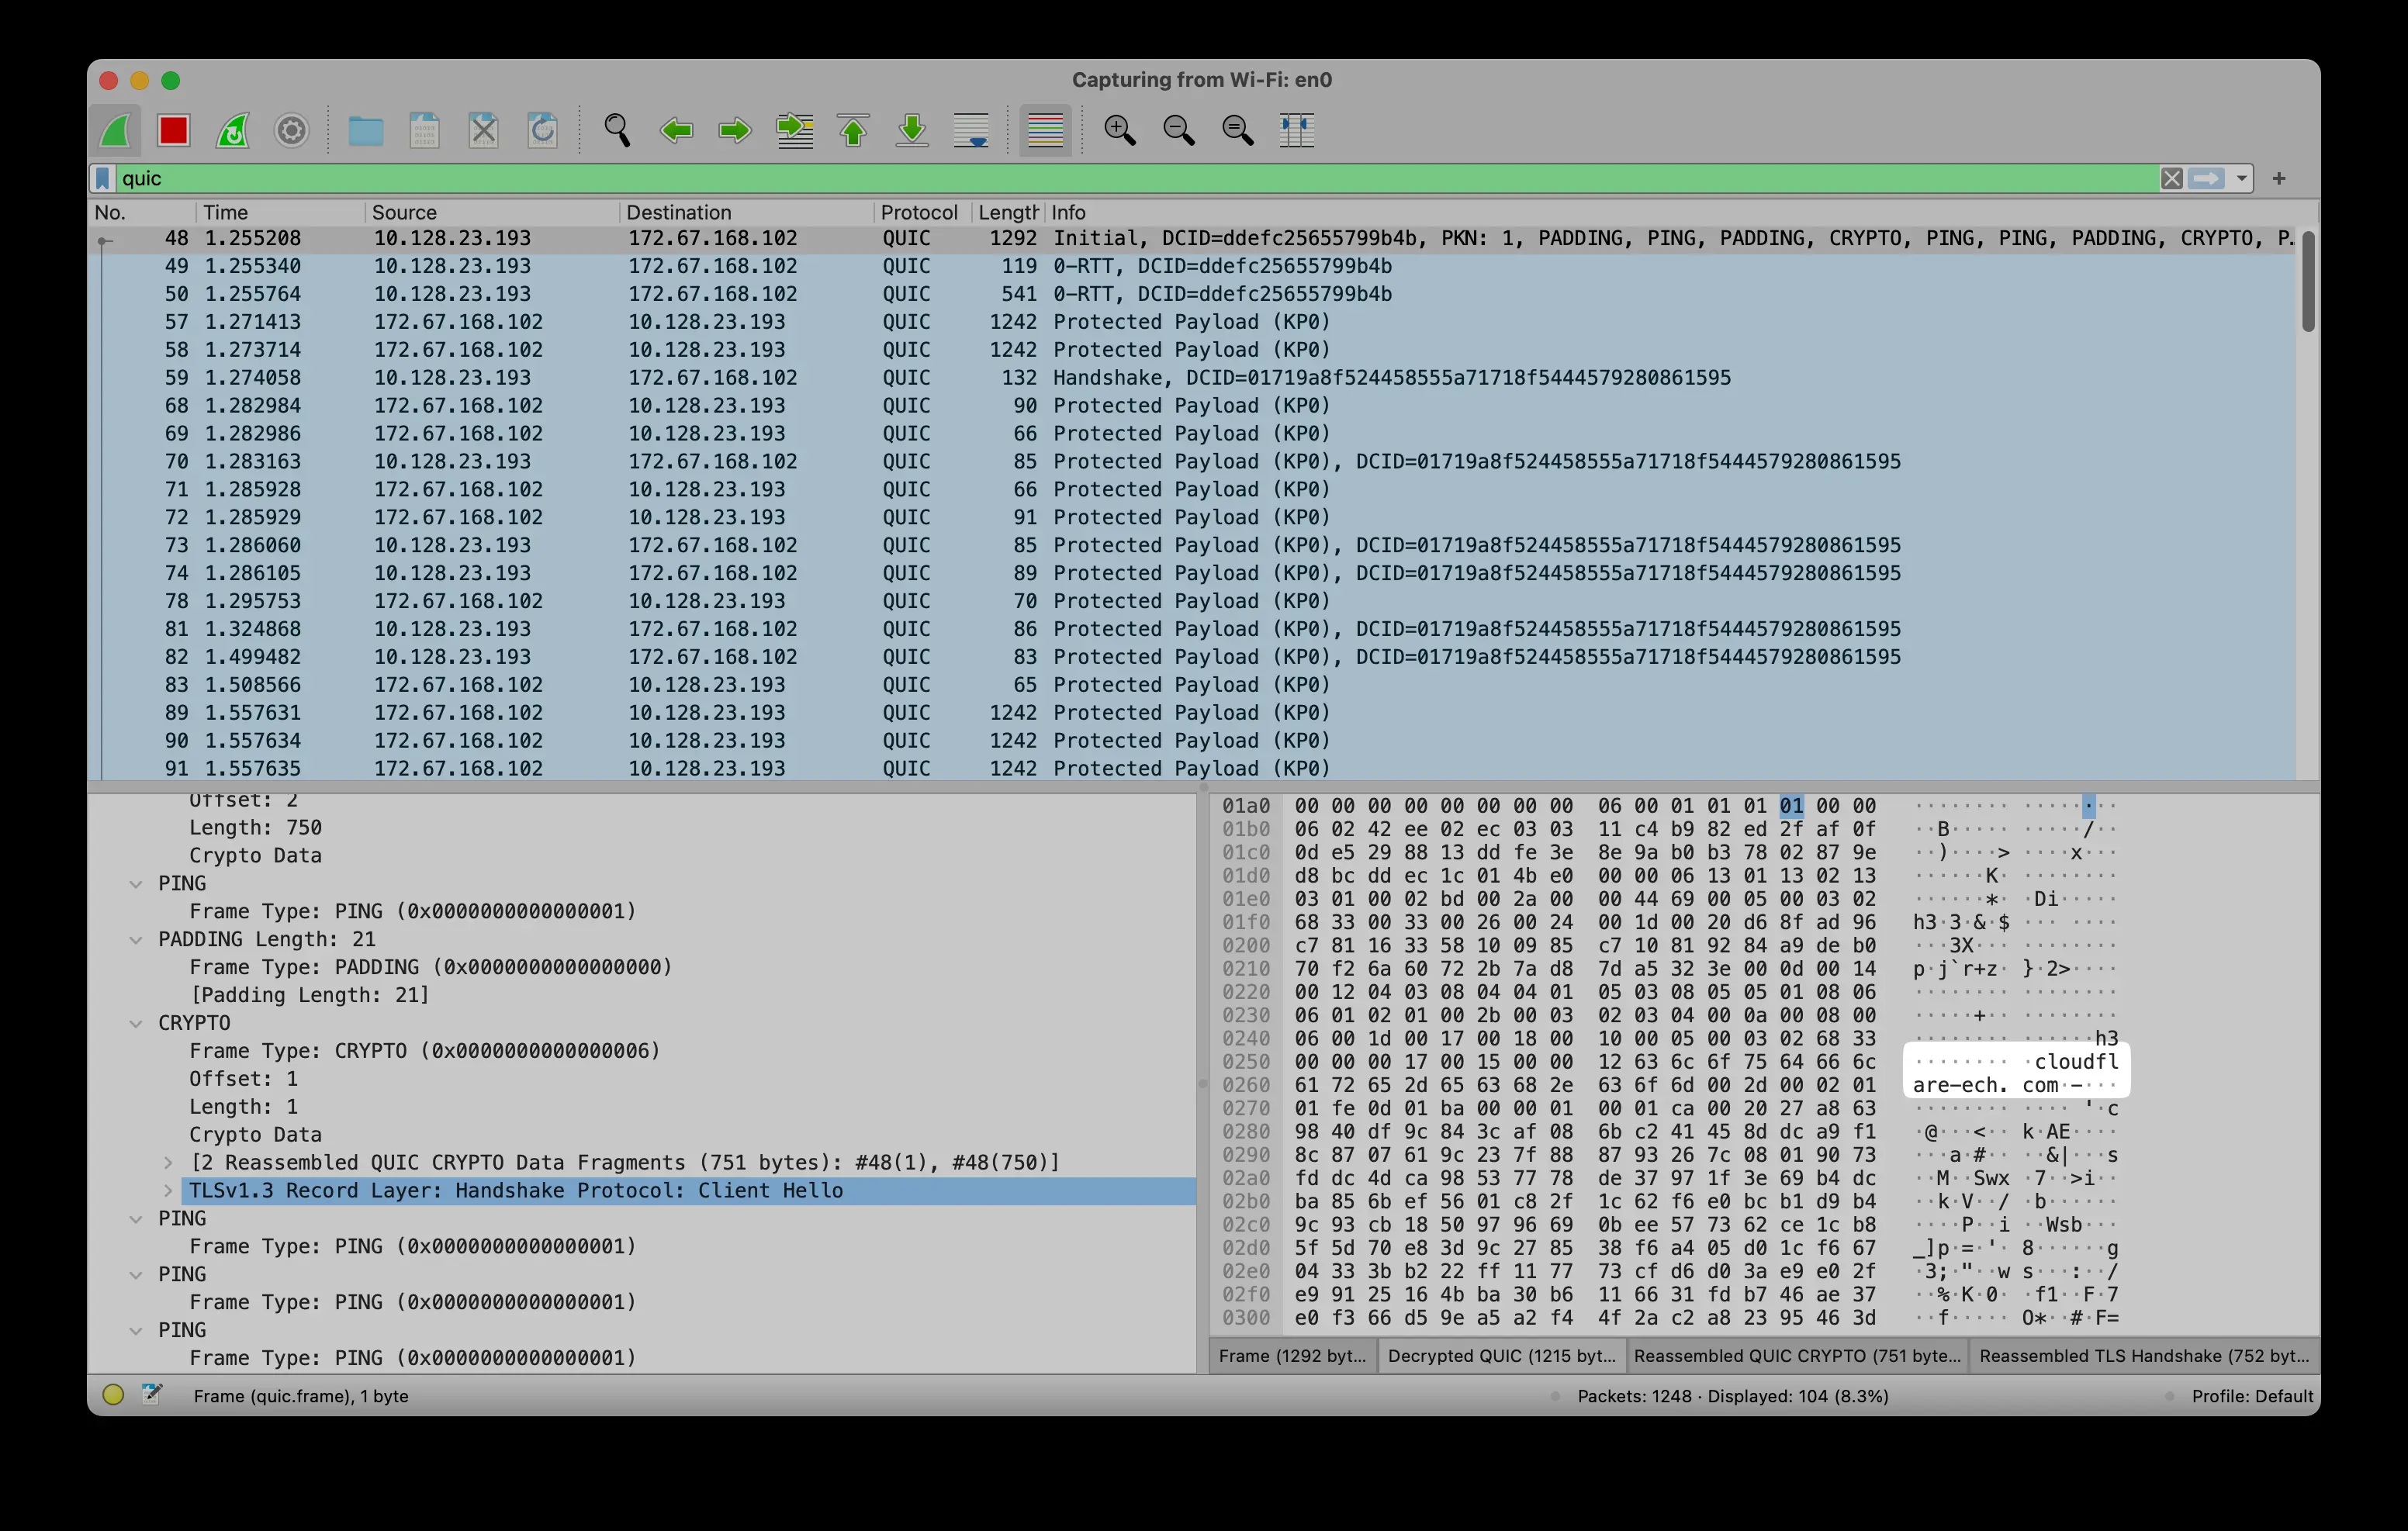 Capturing from Wi-Fi: en0
quic
No. Time Source Destination Protocol Length Info
48 1.255208 10.128.23.193 172.67.168.102 QUIC 1292 Initial, DCID=ddefc25655799b4b, PKN: 1, PADDING, PING, PADDING, CRYPTO, PING, PING, PADDING, CRYPTO, P…
49 1.255340 10.128.23.193 172.67.168.102 QUIC 119 0-RTT, DCID=ddefc25655799b4b
50 1.255764 10.128.23.193 172.67.168.102 QUIC 541 0-RTT, DCID=ddefc25655799b4b
57 1.271413 172.67.168.102 10.128.23.193 QUIC 1242 Protected Payload (KP0)
58 1.273714 172.67.168.102 10.128.23.193 QUIC 1242 Protected Payload (KP0)
59 1.274058 10.128.23.193 172.67.168.102 QUIC 132 Handshake, DCID=01719a8f524458555a71718f5444579280861595
68 1.282984 172.67.168.102 10.128.23.193 QUIC 90 Protected Payload (KP0)
69 1.282986 172.67.168.102 10.128.23.193 QUIC 66 Protected Payload (KP0)
70 1.283163 10.128.23.193 172.67.168.102 QUIC 85 Protected Payload (KP0), DCID=01719a8f524458555a71718f5444579280861595
71 1.285928 172.67.168.102 10.128.23.193 QUIC 66 Protected Payload (KP0)
72 1.285929 172.67.168.102 10.128.23.193 QUIC 91 Protected Payload (KP0)
73 1.286060 10.128.23.193 172.67.168.102 QUIC 85 Protected Payload (KP0), DCID=01719a8f524458555a71718f5444579280861595
74 1.286105 10.128.23.193 172.67.168.102 QUIC 89 Protected Payload (KP0), DCID=01719a8f524458555a71718f5444579280861595
78 1.295753 172.67.168.102 10.128.23.193 QUIC 70 Protected Payload (KP0)
81 1.324868 10.128.23.193 172.67.168.102 QUIC 86 Protected Payload (KP0), DCID=01719a8f524458555a71718f5444579280861595
82 1.499482 10.128.23.193 172.67.168.102 QUIC 83 Protected Payload (KP0), DCID=01719a8f524458555a71718f5444579280861595
83 1.508566 172.67.168.102 10.128.23.193 QUIC 65 Protected Payload (KP0)
89 1.557631 172.67.168.102 10.128.23.193 QUIC 1242 Protected Payload (KP0)
90 1.557634 172.67.168.102 10.128.23.193 QUIC 1242 Protected Payload (KP0)
91 1.557635 172.67.168.102 10.128.23.193 QUIC 1242 Protected Payload (KP0)
Offset: 2
Length: 750
Crypto Data
PING
Frame Type: PING (0x0000000000000001)
PADDING Length: 21
Frame Type: PADDING (0x0000000000000000)
[Padding Length: 21]
CRYPTO
Frame Type: CRYPTO (0x0000000000000006)
Offset: 1
Length: 1
Crypto Data
[2 Reassembled QUIC CRYPTO Data Fragments (751 bytes): #48(1), #48(750)]
TLSv1.3 Record Layer: Handshake Protocol: Client Hello
PING
Frame Type: PING (0x0000000000000001)
PING
Frame Type: PING (0x0000000000000001)
PING
Frame Type: PING (0x0000000000000001)
01a0 00 00 00 00 00 00 00 00 06 00 01 01 01 01 00 00 ········ ········
01b0 06 02 42 ee 02 ec 03 03 11 c4 b9 82 ed 2f af 0f ··B····· ·····/··
01c0 0d e5 29 88 13 dd fe 3e 8e 9a b0 b3 78 02 87 9e ··)····> ····x···
01d0 d8 bc dd ec 1c 01 4b e0 00 00 06 13 01 13 02 13 ······K· ········
01e0 03 01 00 02 bd 00 2a 00 00 44 69 00 05 00 03 02 ······*· ·Di·····
01f0 68 33 00 33 00 26 00 24 00 1d 00 20 d6 8f ad 96 h3·3·&·$ ··· ····
0200 c7 81 16 33 58 10 09 85 c7 10 81 92 84 a9 de b0 ···3X··· ········
0210 70 f2 6a 60 72 2b 7a d8 7d a5 32 3e 00 0d 00 14 p·j`r+z· }·2>····
0220 00 12 04 03 08 04 04 01 05 03 08 05 05 01 08 06 ········ ········
0230 06 01 02 01 00 2b 00 03 02 03 04 00 0a 00 08 00 ·····+·· ········
0240 06 00 1d 00 17 00 18 00 10 00 05 00 03 02 68 33 ········ ······h3
0250 00 00 00 17 00 15 00 00 12 63 6c 6f 75 64 66 6c ········ ·cloudfl
0260 61 72 65 2d 65 63 68 2e 63 6f 6d 00 2d 00 02 01 are-ech. com·-···
0270 01 fe 0d 01 ba 00 00 01 00 01 ca 00 20 27 a8 63 ········ ···· '·c
0280 98 40 df 9c 84 3c af 08 6b c2 41 45 8d dc a9 f1 ·@···<·· k·AE····
0290 8c 87 07 61 9c 23 7f 88 87 93 26 7c 08 01 90 73 ···a·#·· ··&|···s
02a0 fd dc 4d ca 98 53 77 78 de 37 97 1f 3e 69 b4 dc ··M··Swx ·7··>i··
02b0 ba 85 6b ef 56 01 c8 2f 1c 62 f6 e0 bc b1 d9 b4 ··k·V··/ ·b······
02c0 9c 93 cb 18 50 97 96 69 0b ee 57 73 62 ce 1c b8 ····P··i ··Wsb···
02d0 5f 5d 70 e8 3d 9c 27 85 38 f6 a4 05 d0 1c f6 67 _]p·=·'· 8······g
02e0 04 33 3b b2 22 ff 11 77 73 cf d6 d0 3a e9 e0 2f ·3;·"··w s···:··/
02f0 e9 91 25 16 4b ba 30 b6 11 66 31 fd b7 46 ae 37 ··%·K·0· ·f1··F·7
0300 e0 f3 66 d5 9e a5 a2 f4 4f 2a c2 a8 23 95 46 3d ··f····· O*··#·F=
Frame (1292 byt… Decrypted QUIC (1215 byt… Reassembled QUIC CRYPTO (751 byte… Reassembled TLS Handshake (752 byt…
Frame (quic.frame), 1 byte Packets: 1248 · Displayed: 104 (8.3%) Profile: Default